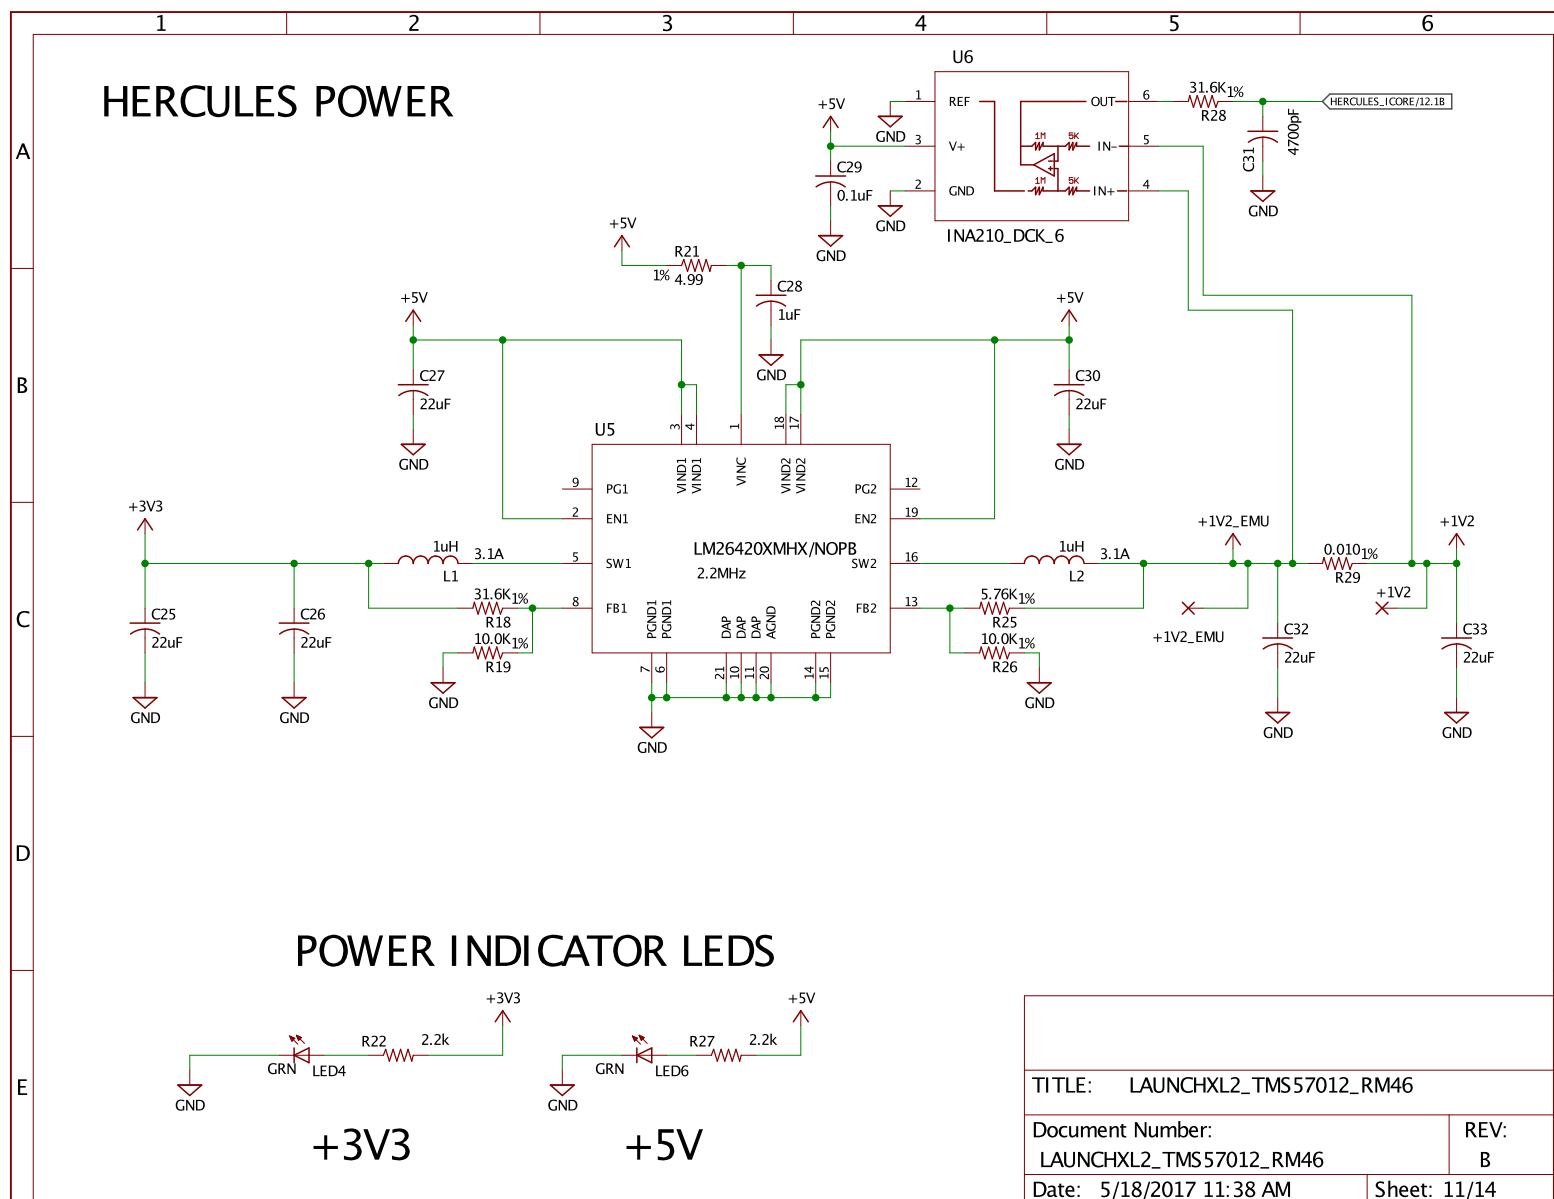 1 2 3 4 5 6
A
B
C
D
E
HERCULES POWER
U6
1 REF
3 V+
2 GND
OUT 6
IN- 5
IN+ 4
1M 5K
1M 5K
INA210_DCK_6
GND
GND
+5V
C29
0.1uF
GND
31.6K 1%
R28
HERCULES_ICORE/12.1B
C31
4700pF
GND
+5V
R21
1% 4.99
C28
1uF
GND
+5V
C27
22uF
GND
+5V
C30
22uF
GND
U5
3 4 1 18 17
VIND1 VIND1 VINC VIND2 VIND2
9 PG1
2 EN1
5 SW1
8 FB1
PG2 12
EN2 19
SW2 16
FB2 13
LM26420XMHX/NOPB
2.2MHz
PGND1 PGND1 DAP DAP DAP AGND PGND2 PGND2
7 6 21 10 11 20 14 15
GND
+3V3
C25
22uF
GND
C26
22uF
GND
1uH 3.1A
L1
31.6K 1%
R18
10.0K 1%
R19
GND
1uH 3.1A
L2
5.76K 1%
R25
10.0K 1%
R26
GND
+1V2_EMU
+1V2_EMU
C32
22uF
GND
0.010 1%
R29
+1V2
+1V2
C33
22uF
GND
POWER INDICATOR LEDS
+3V3
R22 2.2k
GRN LED4
GND
+3V3
+5V
R27 2.2k
GRN LED6
GND
+5V
TITLE: LAUNCHXL2_TMS57012_RM46
Document Number:
LAUNCHXL2_TMS57012_RM46
REV:
B
Date: 5/18/2017 11:38 AM
Sheet: 11/14